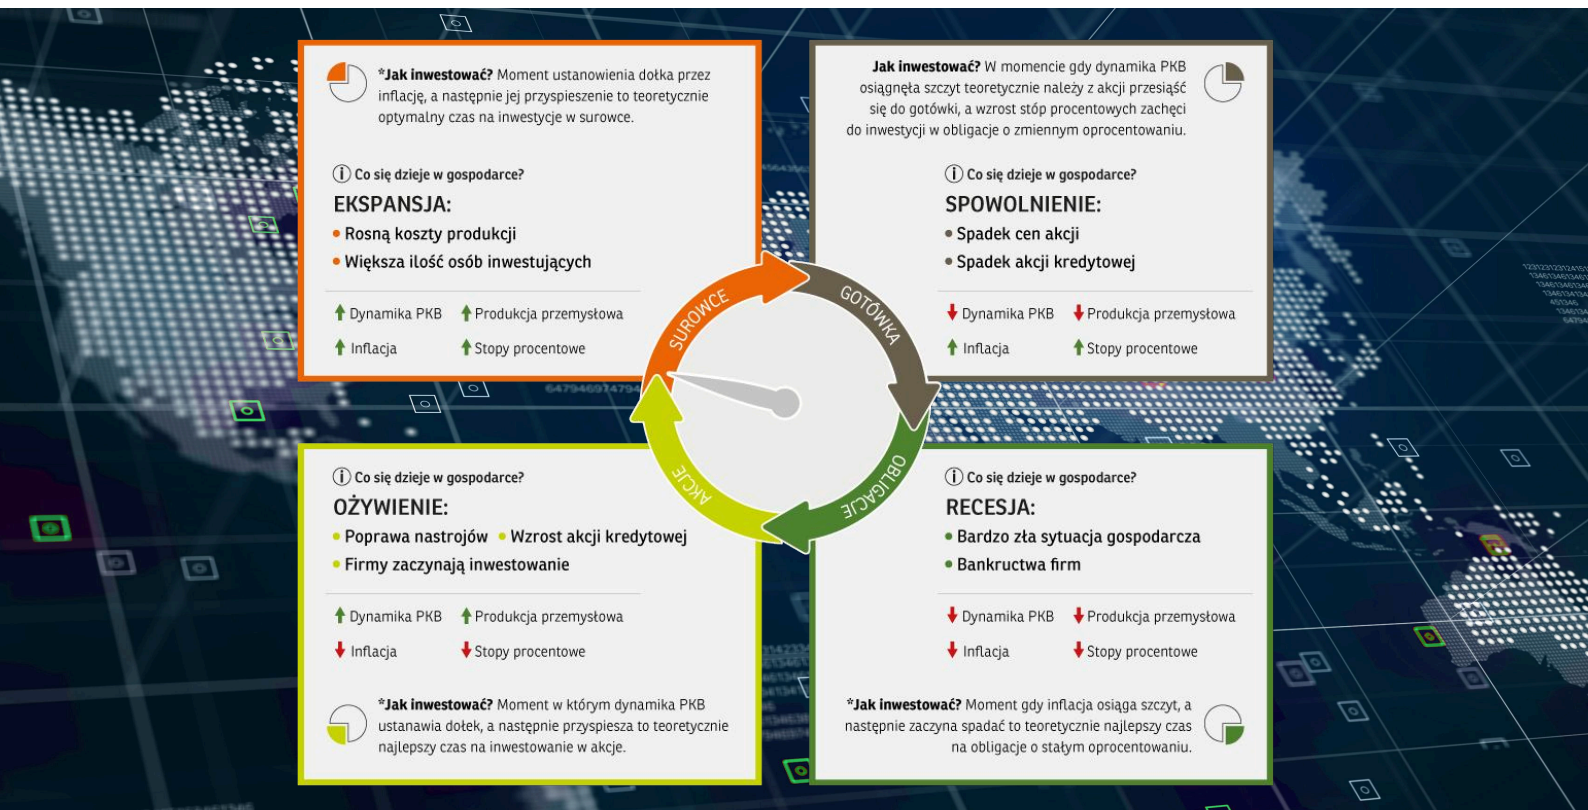 *Jak inwestować? Moment ustanowienia dołka przez
inflację, a następnie jej przyspieszenie to teoretycznie
optymalny czas na inwestycje w surowce.
i Co się dzieje w gospodarce?
EKSPANSJA:
Rosną koszty produkcji
Większa ilość osób inwestujących
Dynamika PKB Produkcja przemysłowa
Inflacja Stopy procentowe
Jak inwestować? W momencie gdy dynamika PKB
osiągnęła szczyt teoretycznie należy z akcji przesiąść
się do gotówki, a wzrost stóp procentowych zachęci
do inwestycji w obligacje o zmiennym oprocentowaniu.
i Co się dzieje w gospodarce?
SPOWOLNIENIE:
Spadek cen akcji
Spadek akcji kredytowej
Dynamika PKB Produkcja przemysłowa
Inflacja Stopy procentowe
SUROWCE
GOTÓWKA
AKCJE
OBLIGACJE
i Co się dzieje w gospodarce?
OŻYWIENIE:
Poprawa nastrojów Wzrost akcji kredytowej
Firmy zaczynają inwestowanie
Dynamika PKB Produkcja przemysłowa
Inflacja Stopy procentowe
*Jak inwestować? Moment w którym dynamika PKB
ustanawia dołek, a następnie przyspiesza to teoretycznie
najlepszy czas na inwestowanie w akcje.
i Co się dzieje w gospodarce?
RECESJA:
Bardzo zła sytuacja gospodarcza
Bankructwa firm
Dynamika PKB Produkcja przemysłowa
Inflacja Stopy procentowe
*Jak inwestować? Moment gdy inflacja osiąga szczyt, a
następnie zaczyna spadać to teoretycznie najlepszy czas
na obligacje o stałym oprocentowaniu.